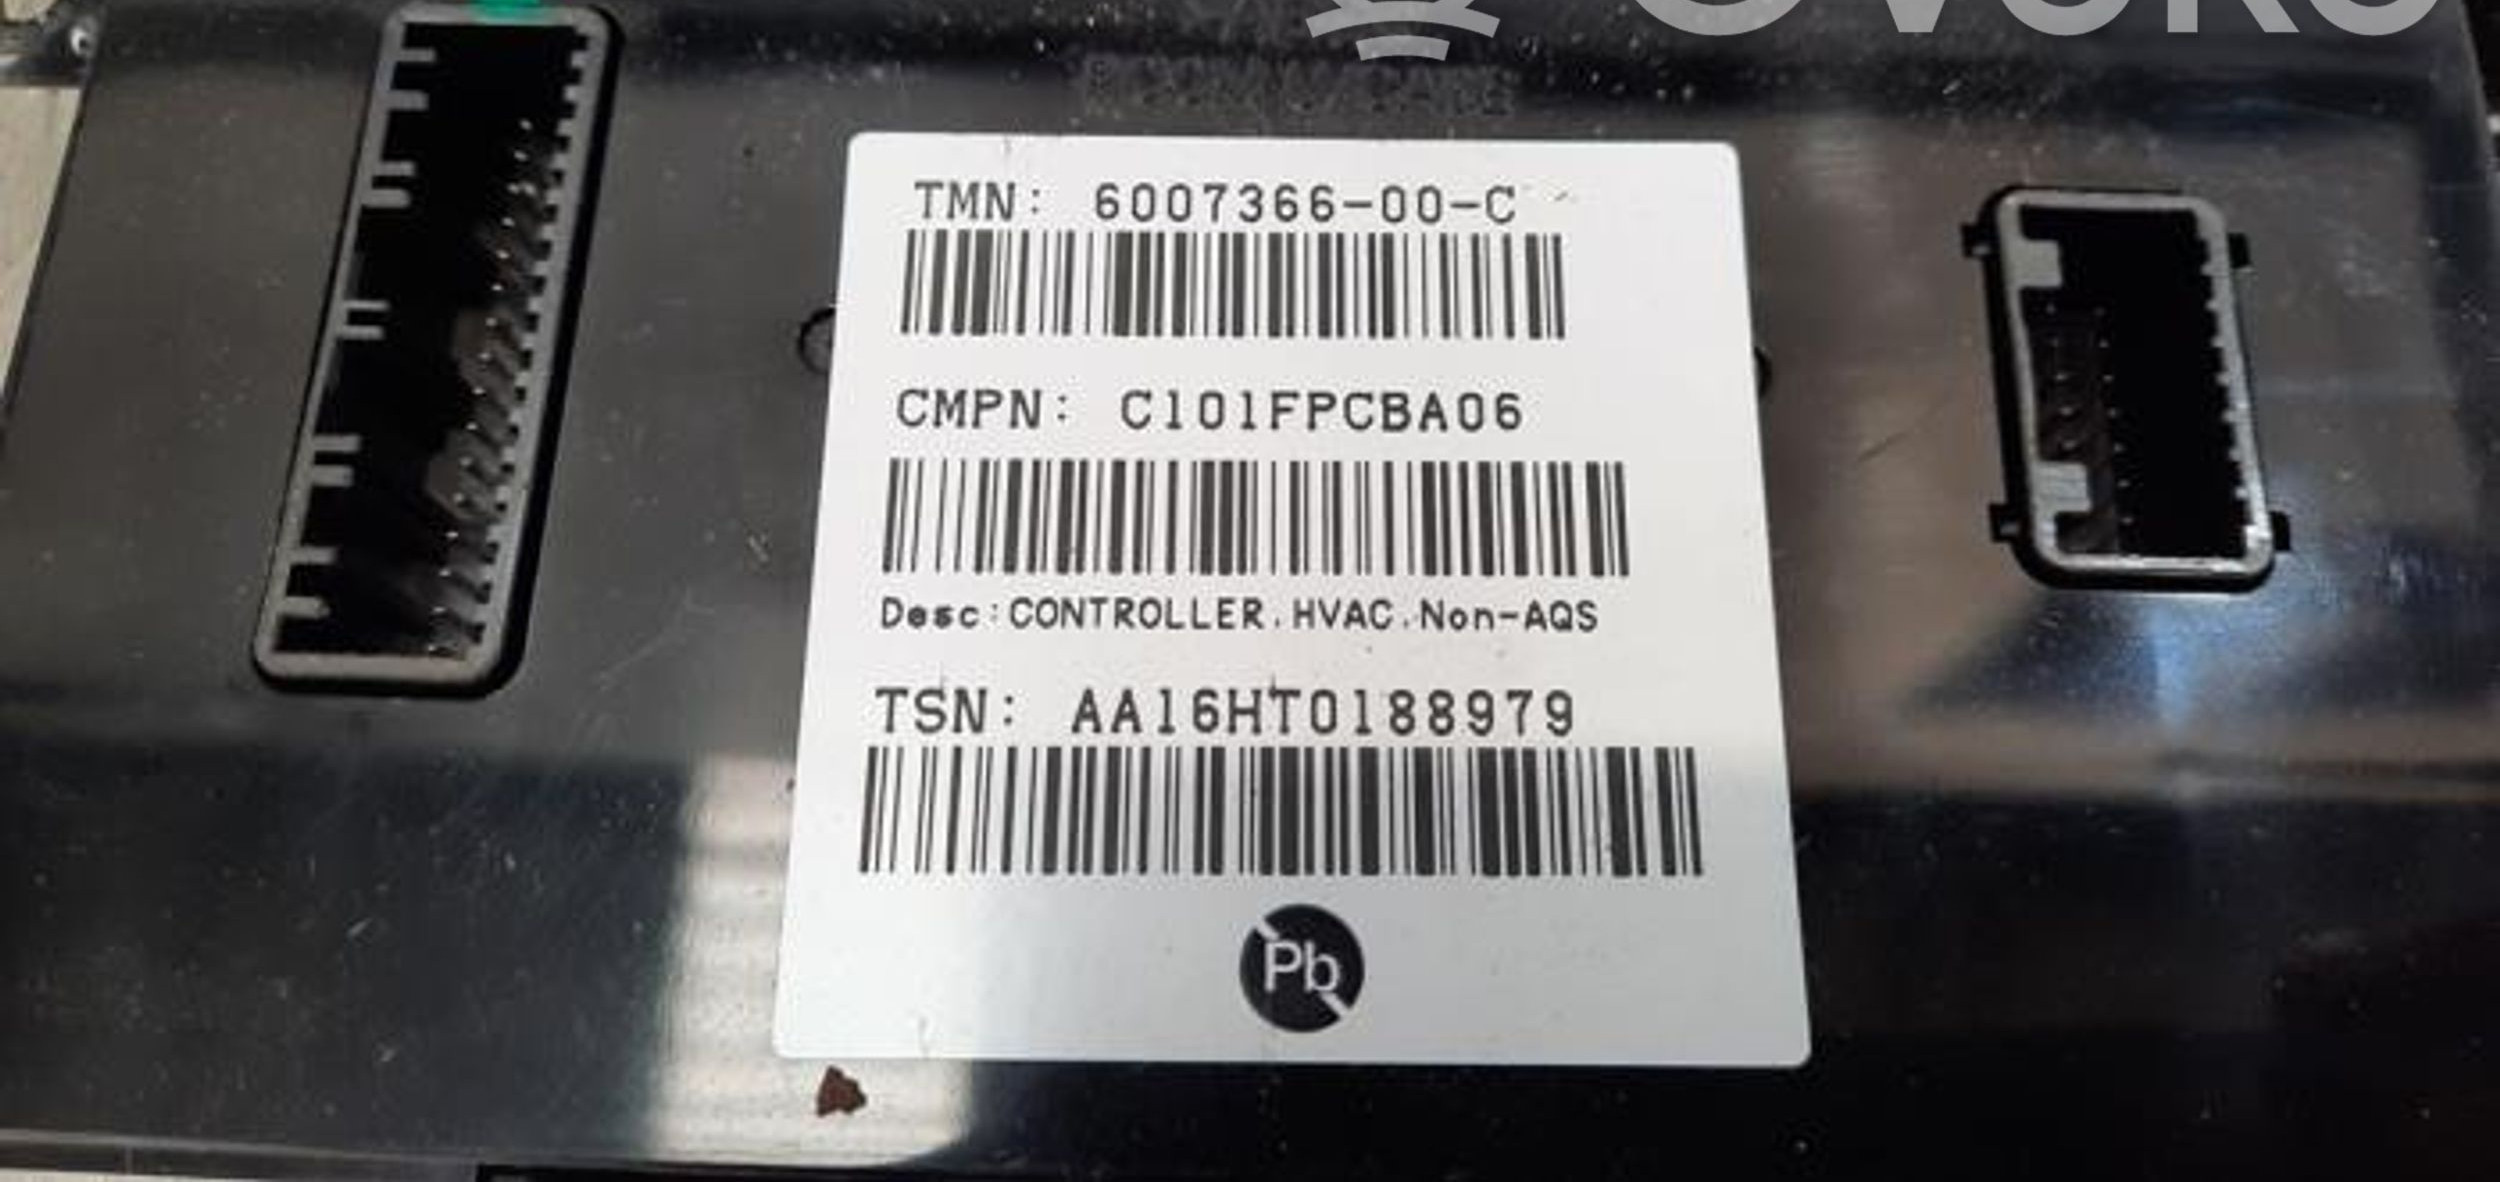 TMN: 6007366-00-C
CMPN: C101FPCBA06
Desc:CONTROLLER,HVAC,Non-AQS
TSN: AA16HT0188979
Pb